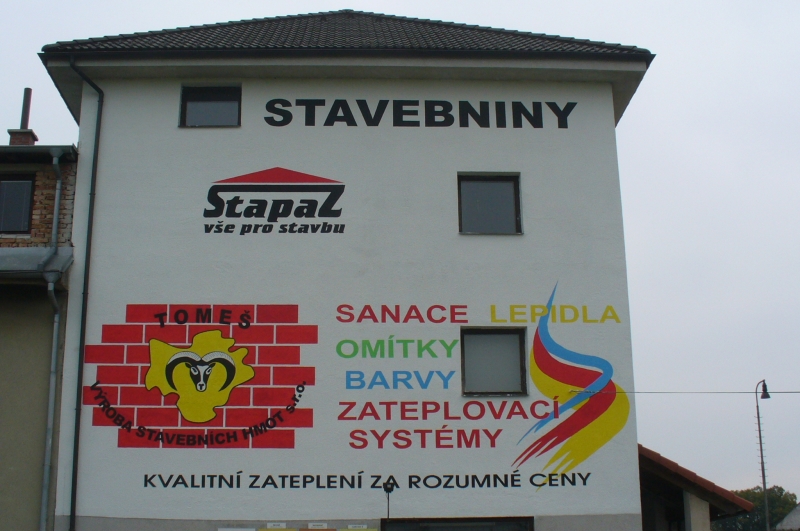 STAVEBNINY
StapaZ
vše pro stavbu
TOMEŠ
VÝROBA STAVEBNÍCH HMOT s.r.o.
SANACE LEPIDLA
OMÍTKY
BARVY
ZATEPLOVACÍ
SYSTÉMY
KVALITNÍ ZATEPLENÍ ZA ROZUMNÉ CENY